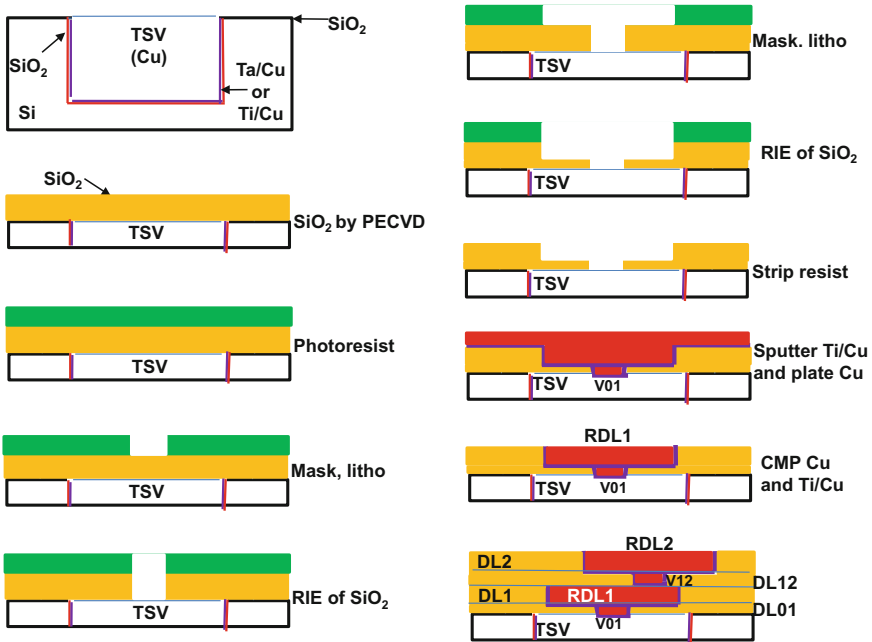 SiO₂
TSV
(Cu)
SiO₂
Ta/Cu
or
Ti/Cu
Si
SiO₂
SiO₂ by PECVD
TSV
Photoresist
TSV
Mask, litho
TSV
RIE of SiO₂
TSV
Mask. litho
TSV
RIE of SiO₂
TSV
Strip resist
TSV
Sputter Ti/Cu
and plate Cu
TSV
V01
RDL1
CMP Cu
and Ti/Cu
TSV
V01
RDL2
DL2
V12
DL12
DL1
RDL1
DL01
V01
TSV